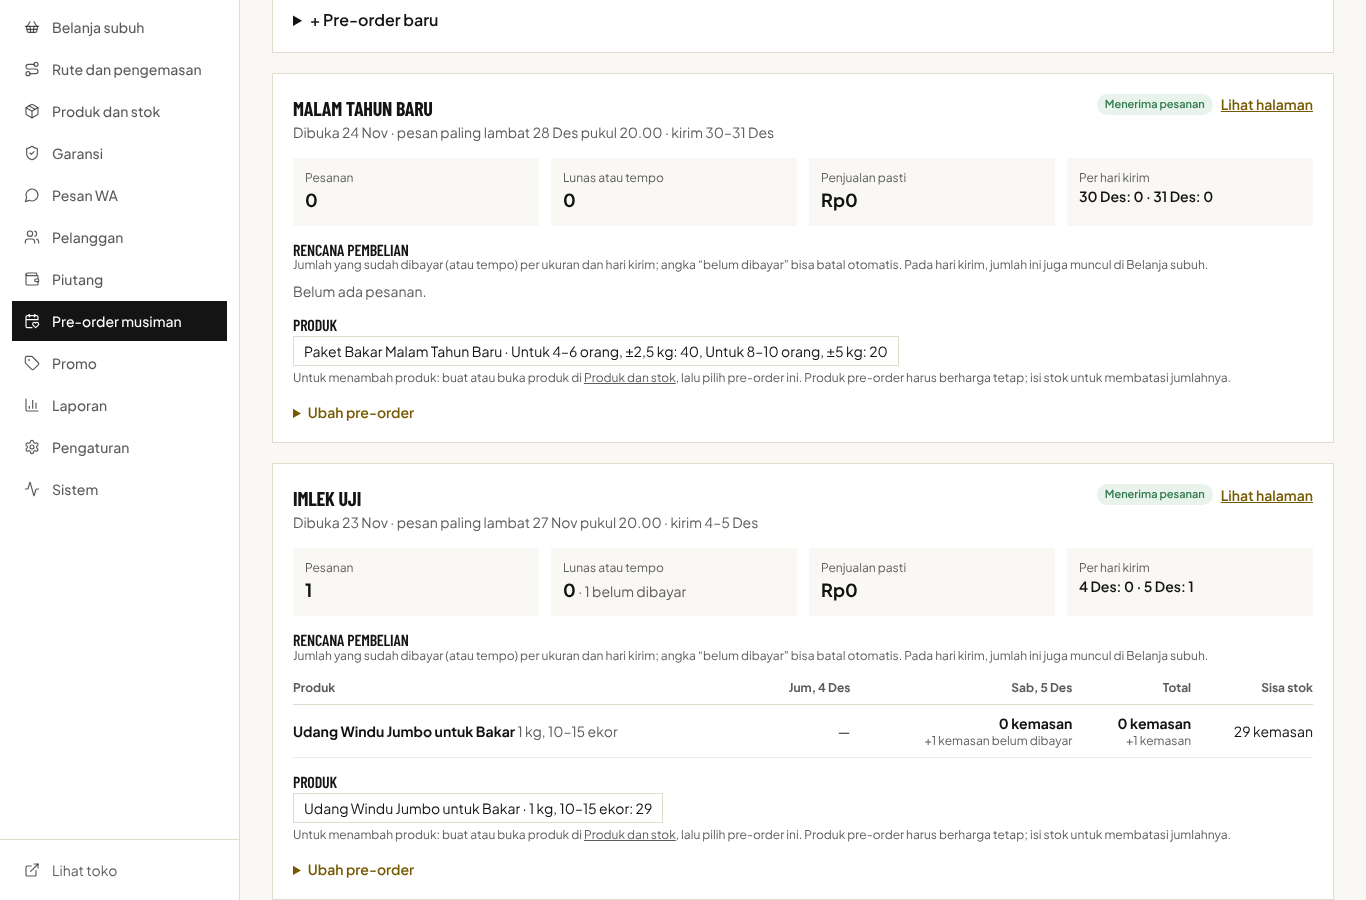 Belanja subuh
Rute dan pengemasan
Produk dan stok
Garansi
Pesan WA
Pelanggan
Piutang
Pre-order musiman
Promo
Laporan
Pengaturan
Sistem
Lihat toko
+ Pre-order baru
MALAM TAHUN BARU
Menerima pesanan Lihat halaman
Dibuka 24 Nov · pesan paling lambat 28 Des pukul 20.00 · kirim 30–31 Des
Pesanan
0
Lunas atau tempo
0
Penjualan pasti
Rp0
Per hari kirim
30 Des: 0 · 31 Des: 0
RENCANA PEMBELIAN
Jumlah yang sudah dibayar (atau tempo) per ukuran dan hari kirim; angka “belum dibayar” bisa batal otomatis. Pada hari kirim, jumlah ini juga muncul di Belanja subuh.
Belum ada pesanan.
PRODUK
Paket Bakar Malam Tahun Baru · Untuk 4–6 orang, ±2,5 kg: 40, Untuk 8–10 orang, ±5 kg: 20
Untuk menambah produk: buat atau buka produk di Produk dan stok, lalu pilih pre-order ini. Produk pre-order harus berharga tetap; isi stok untuk membatasi jumlahnya.
Ubah pre-order
IMLEK UJI
Menerima pesanan Lihat halaman
Dibuka 23 Nov · pesan paling lambat 27 Nov pukul 20.00 · kirim 4–5 Des
Pesanan
1
Lunas atau tempo
0 · 1 belum dibayar
Penjualan pasti
Rp0
Per hari kirim
4 Des: 0 · 5 Des: 1
RENCANA PEMBELIAN
Jumlah yang sudah dibayar (atau tempo) per ukuran dan hari kirim; angka “belum dibayar” bisa batal otomatis. Pada hari kirim, jumlah ini juga muncul di Belanja subuh.
Produk Jum, 4 Des Sab, 5 Des Total Sisa stok
Udang Windu Jumbo untuk Bakar 1 kg, 10–15 ekor — 0 kemasan 0 kemasan 29 kemasan
+1 kemasan belum dibayar +1 kemasan
PRODUK
Udang Windu Jumbo untuk Bakar · 1 kg, 10–15 ekor: 29
Untuk menambah produk: buat atau buka produk di Produk dan stok, lalu pilih pre-order ini. Produk pre-order harus berharga tetap; isi stok untuk membatasi jumlahnya.
Ubah pre-order